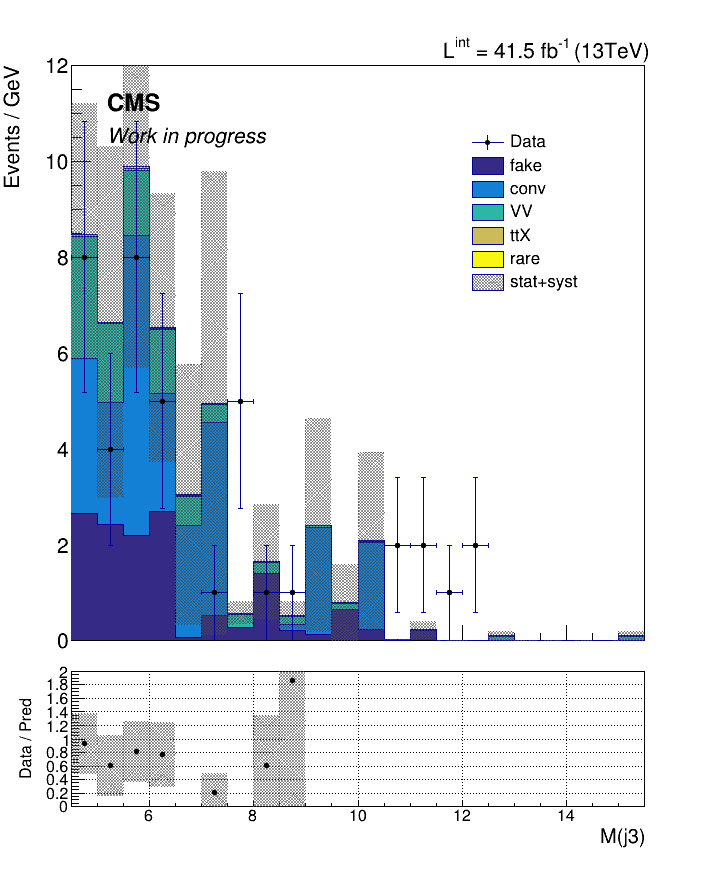 L^int = 41.5 fb^-1 (13TeV)
Events / GeV
12
10
8
6
4
2
0
CMS
Work in progress
Data
fake
conv
VV
ttX
rare
stat+syst
Data / Pred
2
1.8
1.6
1.4
1.2
1
0.8
0.6
0.4
0.2
0
6 8 10 12 14
M(j3)